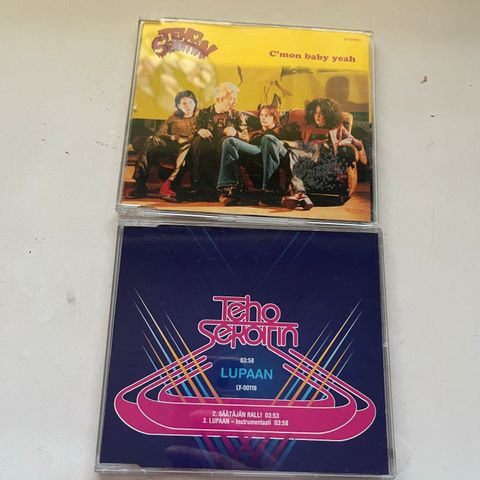 TEHO
SEKOITIN
STEREO
C'mon baby yeah
Teho
Sekoitin
03:58
LUPAAN
LY-00116
2. SÄÄTÄJÄN RALLI 03:53
3. LUPAAN – Instrumentaali 03:58